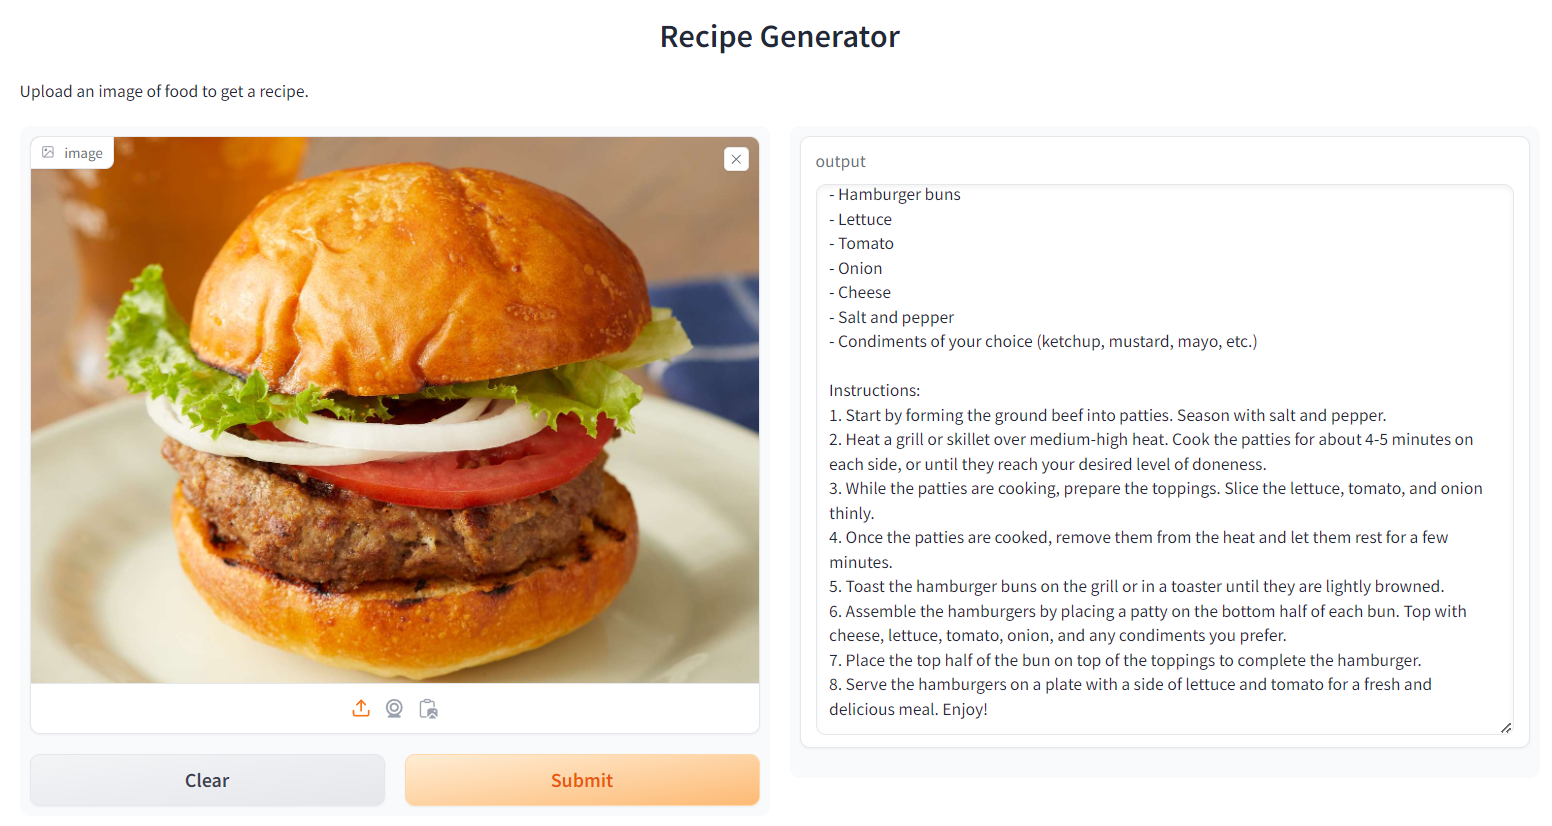 Recipe Generator
Upload an image of food to get a recipe.
image
output
- Hamburger buns
- Lettuce
- Tomato
- Onion
- Cheese
- Salt and pepper
- Condiments of your choice (ketchup, mustard, mayo, etc.)
Instructions:
1. Start by forming the ground beef into patties. Season with salt and pepper.
2. Heat a grill or skillet over medium-high heat. Cook the patties for about 4-5 minutes on
each side, or until they reach your desired level of doneness.
3. While the patties are cooking, prepare the toppings. Slice the lettuce, tomato, and onion
thinly.
4. Once the patties are cooked, remove them from the heat and let them rest for a few
minutes.
5. Toast the hamburger buns on the grill or in a toaster until they are lightly browned.
6. Assemble the hamburgers by placing a patty on the bottom half of each bun. Top with
cheese, lettuce, tomato, onion, and any condiments you prefer.
7. Place the top half of the bun on top of the toppings to complete the hamburger.
8. Serve the hamburgers on a plate with a side of lettuce and tomato for a fresh and
delicious meal. Enjoy!
Clear
Submit